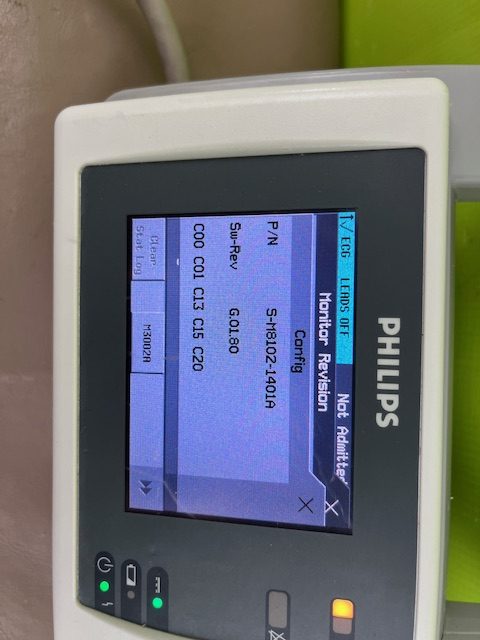 PHILIPS
√ ECG LEADS OFF
Not Admitted
Monitor Revision
Config
P/N S-M8102-1401A
Sw-Rev G.01.80
C00 C01 C13 C15 C20
Clear
Stat Log
M3002A